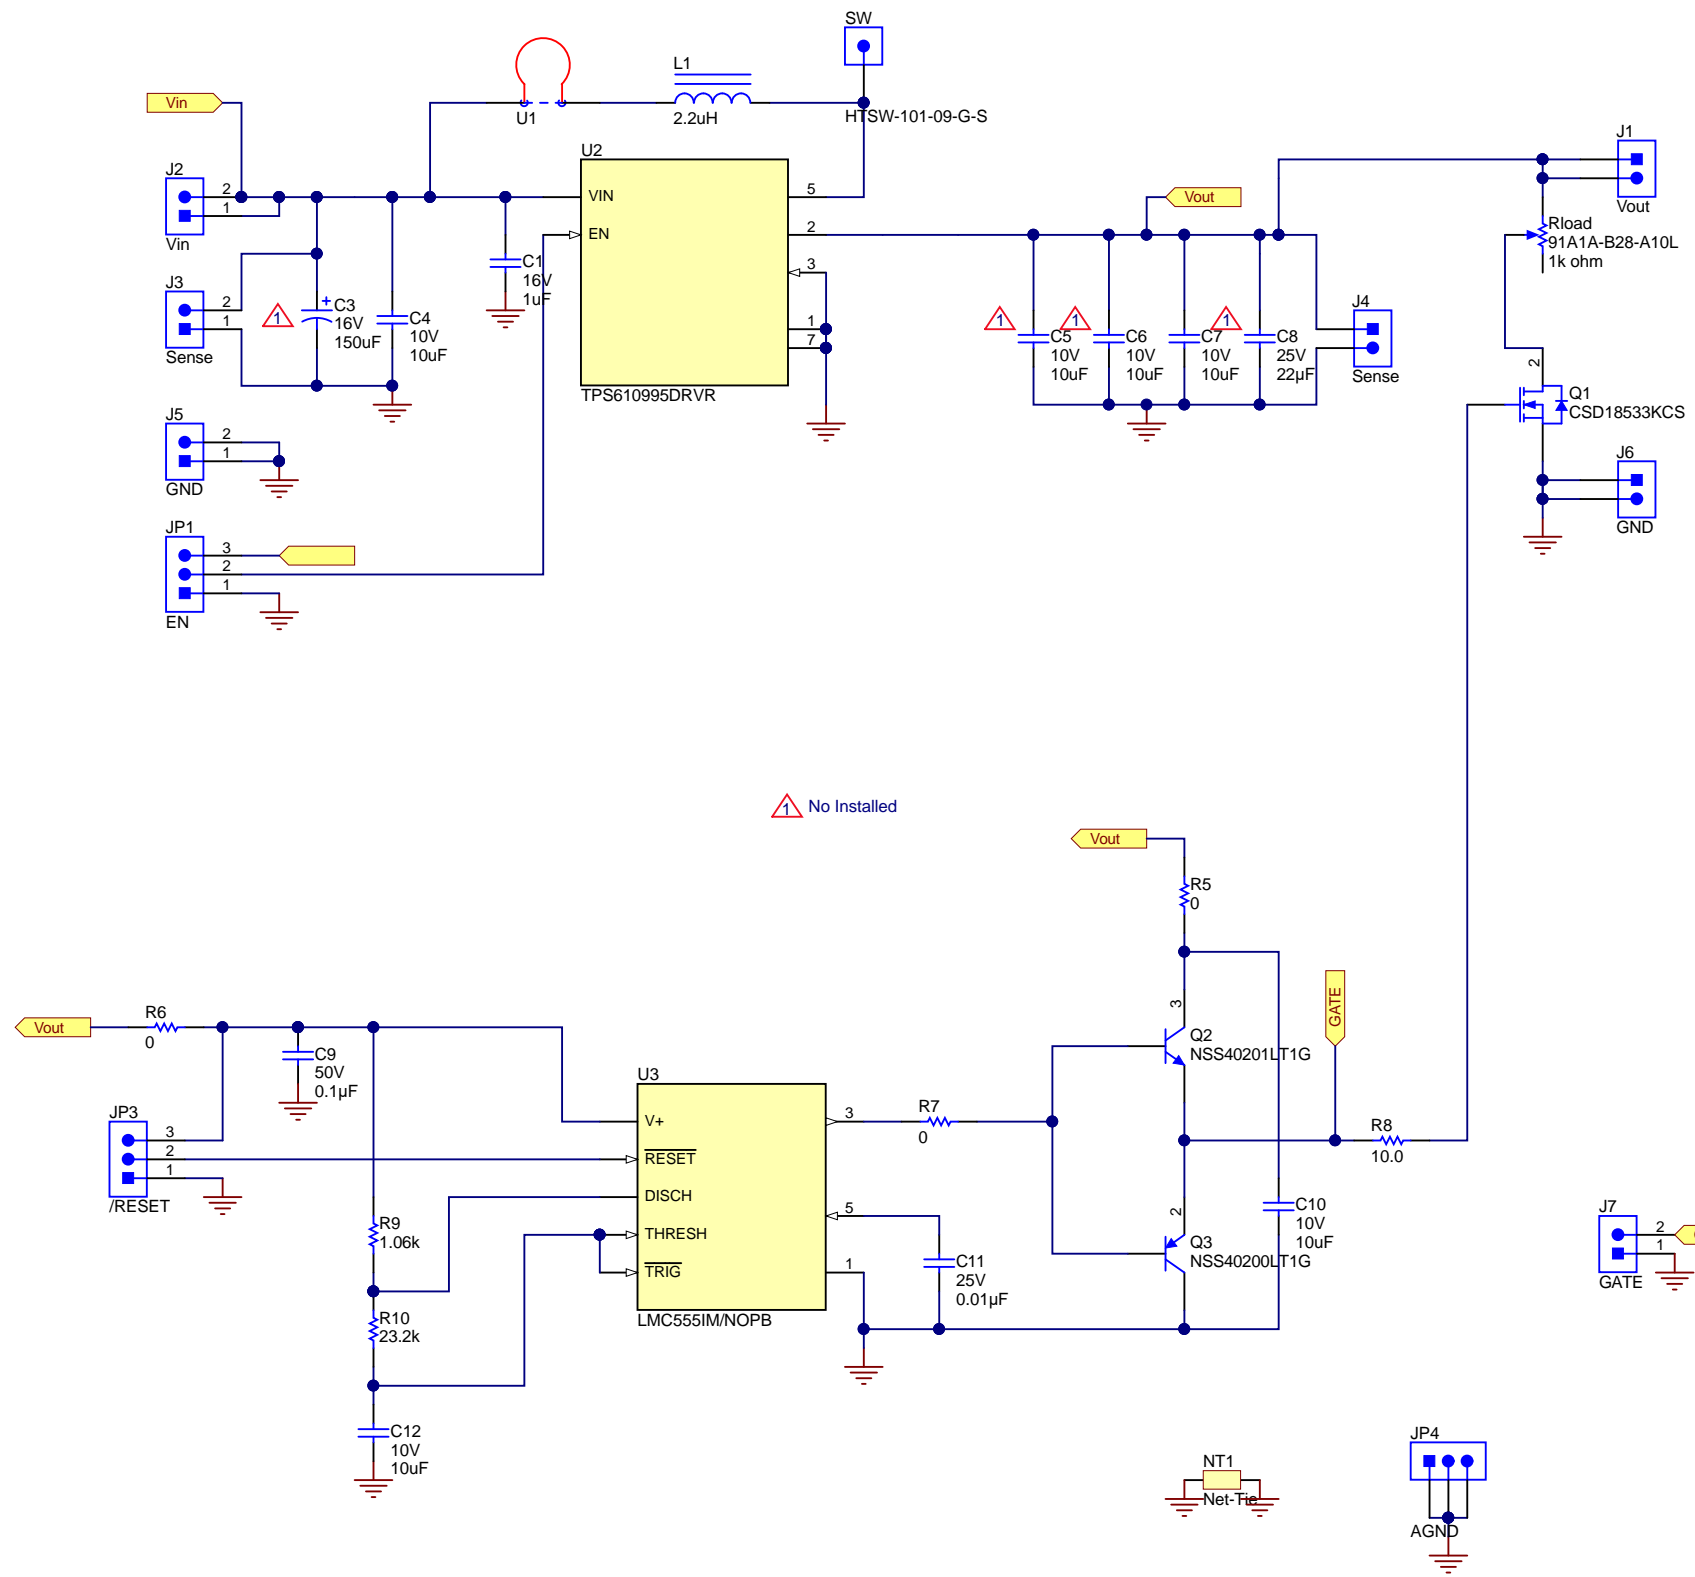 SW
HTSW-101-09-G-S
Vin
U1
L1
2.2uH
J2
2
1
Vin
J3
2
1
Sense
1
C3
16V
150uF
C4
10V
10uF
C1
16V
1uF
U2
VIN
EN
5
2
3
1
7
TPS610995DRVR
Vout
1
C5
10V
10uF
1
C6
10V
10uF
C7
10V
10uF
1
C8
25V
22µF
J4
Sense
J1
Vout
Rload
91A1A-B28-A10L
1k ohm
2
Q1
CSD18533KCS
J6
GND
J5
2
1
GND
JP1
3
2
1
EN
1 No Installed
Vout
R5
0
Vout
R6
0
C9
50V
0.1µF
JP3
3
2
1
/RESET
R9
1.06k
R10
23.2k
C12
10V
10uF
U3
V+
RESET
DISCH
THRESH
TRIG
3
5
1
LMC555IM/NOPB
R7
0
C11
25V
0.01µF
3
Q2
NSS40201LT1G
2
Q3
NSS40200LT1G
GATE
R8
10.0
C10
10V
10uF
J7
2
1
GATE
NT1
Net-Tie
JP4
AGND